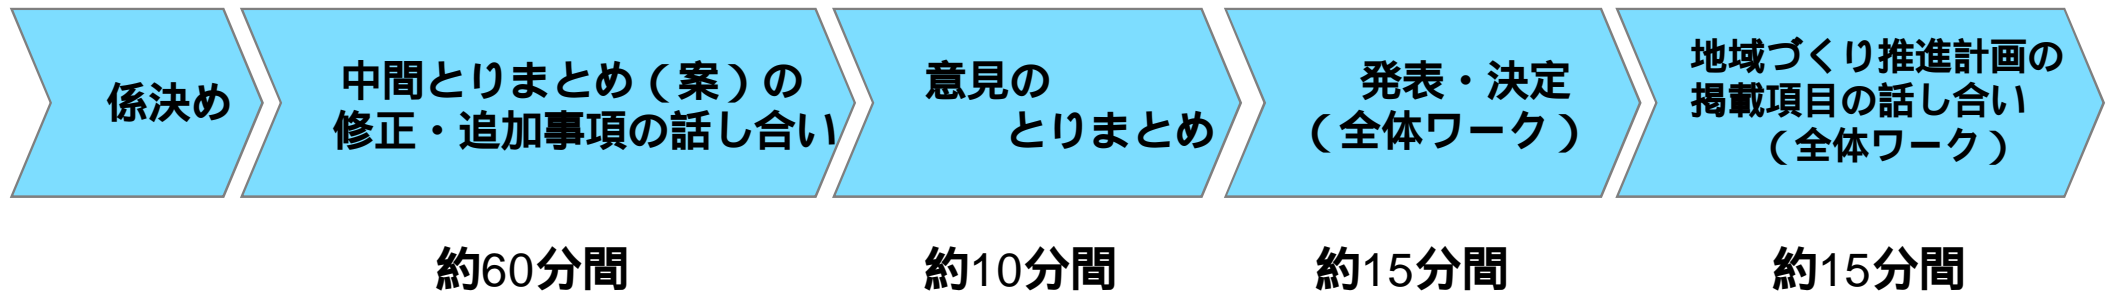 係決め
中間とりまとめ（案）の
修正・追加事項の話し合い
意見の
とりまとめ
発表・決定
（全体ワーク）
地域づくり推進計画の
掲載項目の話し合い
（全体ワーク）
約60分間
約10分間
約15分間
約15分間